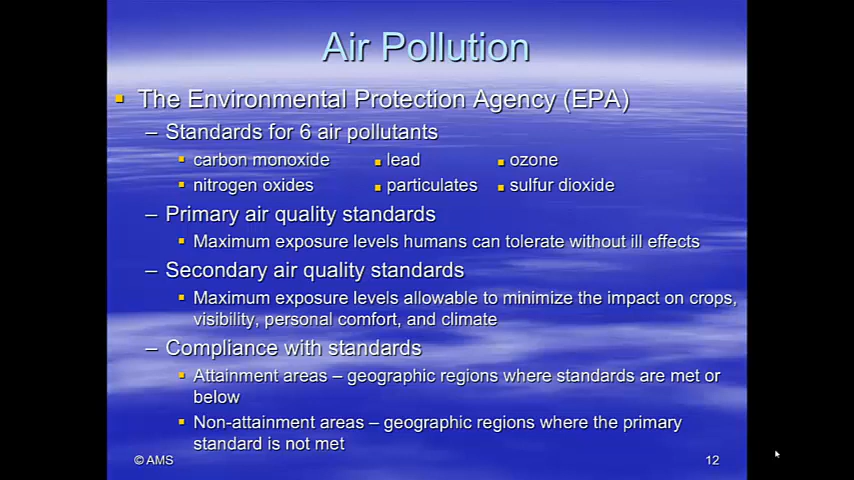 Air Pollution
The Environmental Protection Agency (EPA)
– Standards for 6 air pollutants
carbon monoxide lead ozone
nitrogen oxides particulates sulfur dioxide
– Primary air quality standards
Maximum exposure levels humans can tolerate without ill effects
– Secondary air quality standards
Maximum exposure levels allowable to minimize the impact on crops,
visibility, personal comfort, and climate
– Compliance with standards
Attainment areas – geographic regions where standards are met or
below
Non-attainment areas – geographic regions where the primary
standard is not met
© AMS 12